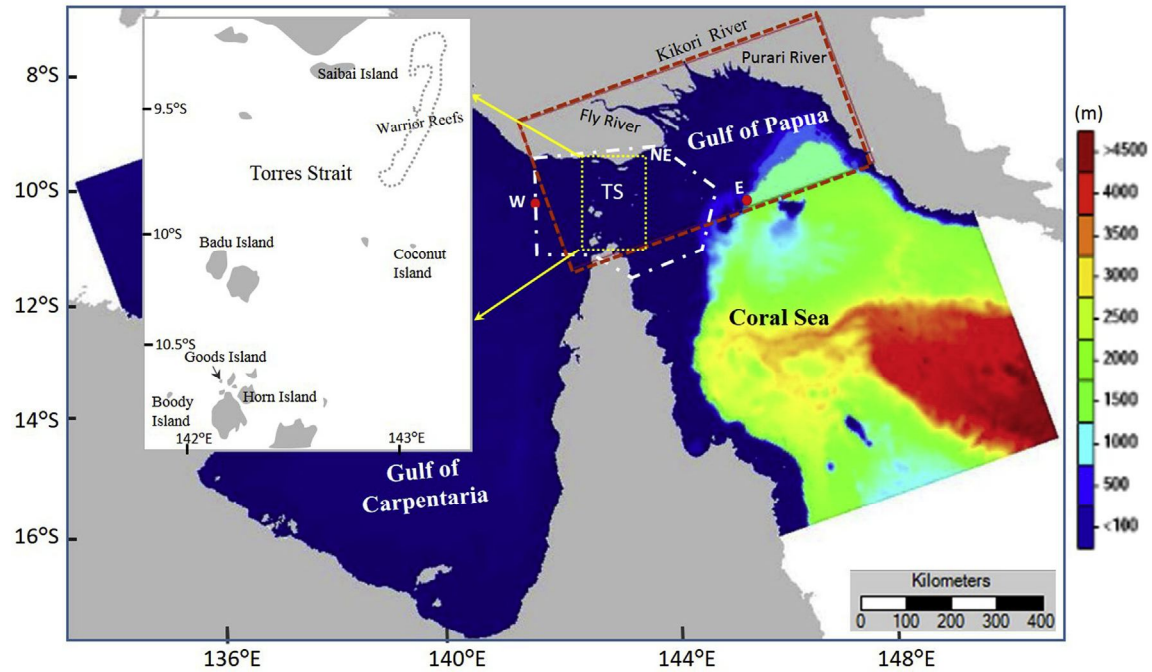 Kikori River
Purari River
8°S
Saibai Island
(m)
9.5°S
Warrior Reefs
Fly River
Gulf of Papua
>4500
NE
4000
Torres Strait
TS
10°S
W
E
3500
10°S
3000
Badu Island
Coconut
Island
2500
12°S
Coral Sea
2000
10.5°S
Goods Island
1500
Boody
Island
Horn Island
14°S
1000
142°E
143°E
Gulf of
Carpentaria
500
<100
16°S
Kilometers
0 100 200 300 400
136°E
140°E
144°E
148°E